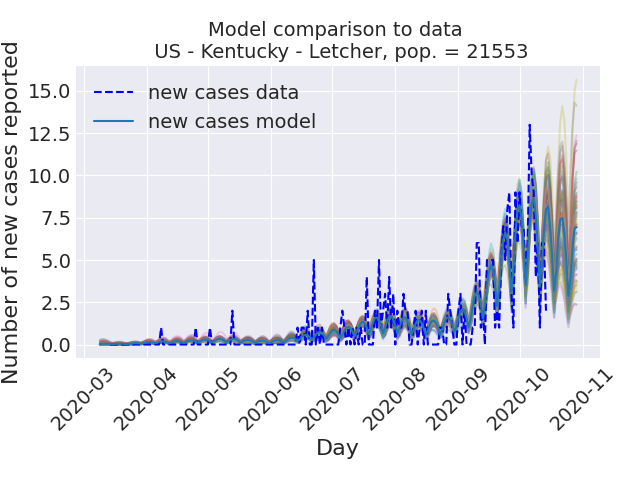 Model comparison to data
US - Kentucky - Letcher, pop. = 21553
Number of new cases reported
15.0
12.5
10.0
7.5
5.0
2.5
0.0
new cases data
new cases model
2020-03
2020-04
2020-05
2020-06
2020-07
2020-08
2020-09
2020-10
2020-11
Day